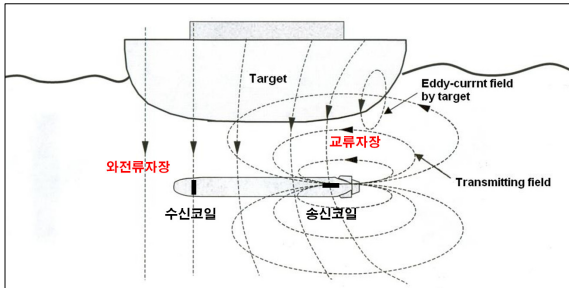 Target
Eddy-currnt field
by target
교류자장
와전류자장
Transmitting field
수신코일
송신코일